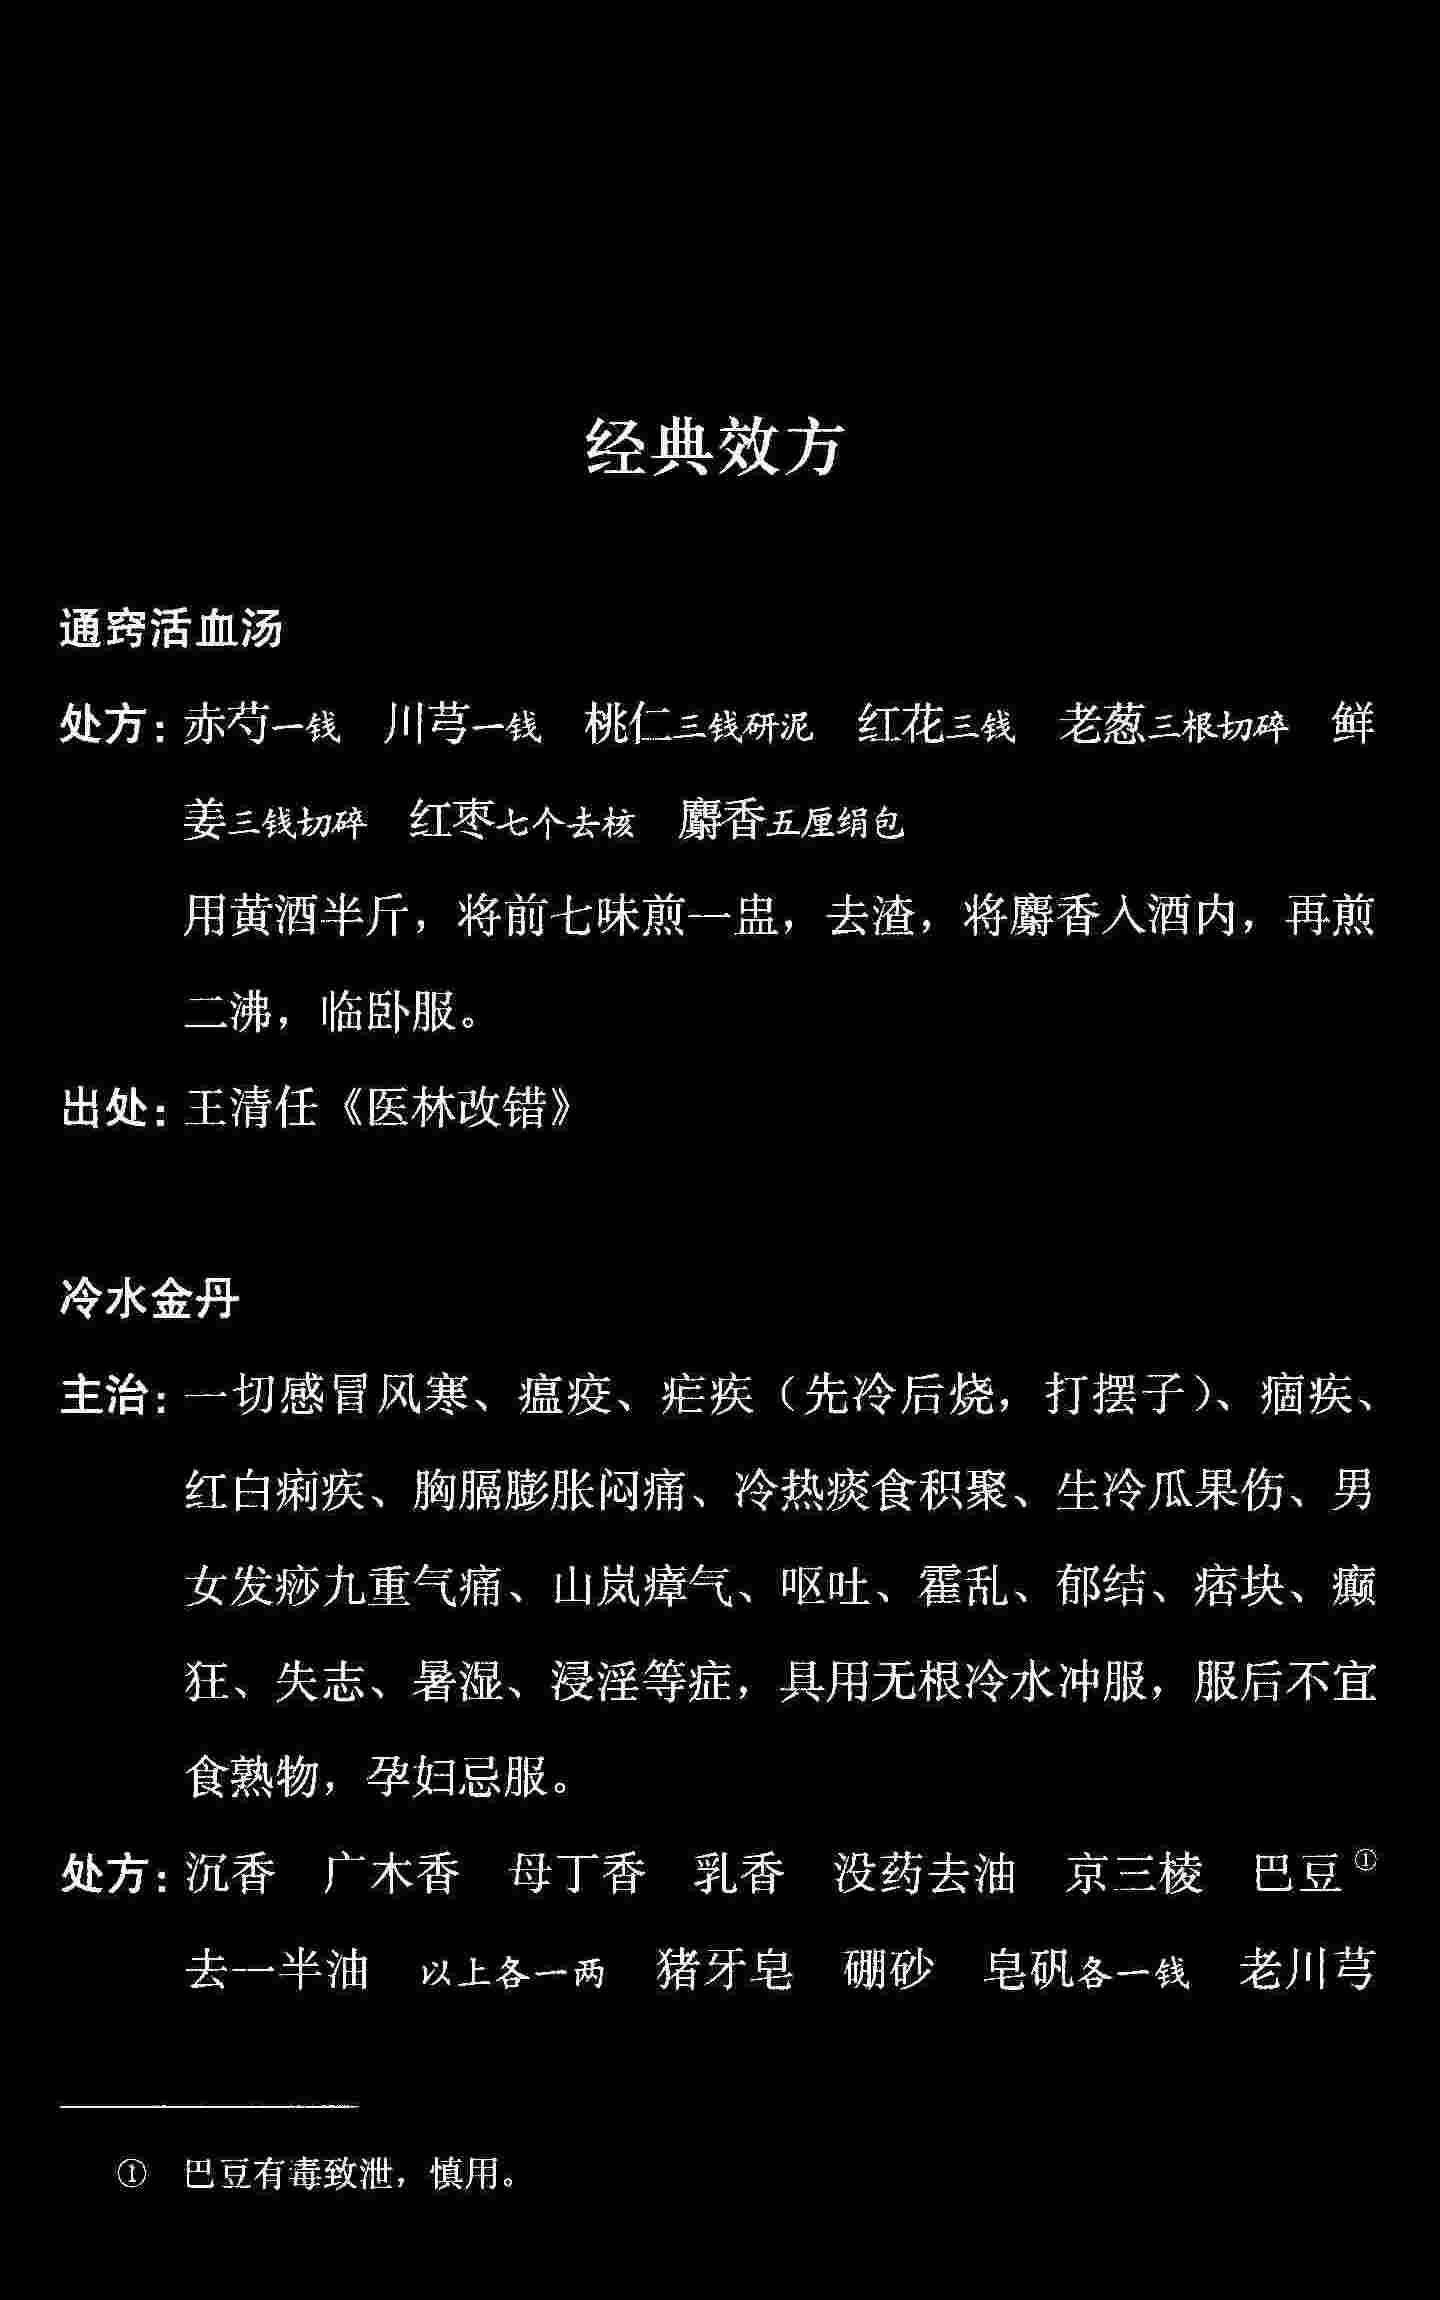 经典效方
通窍活血汤
处方：赤芍一钱　川芎一钱　桃仁三钱研泥　红花三钱　老葱三根切碎　鲜
姜三钱切碎　红枣七个去核　麝香五厘绢包
用黄酒半斤，将前七味煎一盅，去渣，将麝香入酒内，再煎
二沸，临卧服。
出处：王清任《医林改错》
冷水金丹
主治：一切感冒风寒、瘟疫、疟疾（先冷后烧，打摆子）、痼疾、
红白痢疾、胸膈膨胀闷痛、冷热痰食积聚、生冷瓜果伤、男
女发痧九重气痛、山岚瘴气、呕吐、霍乱、郁结、痞块、癫
狂、失志、暑湿、浸淫等症，具用无根冷水冲服，服后不宜
食熟物，孕妇忌服。
处方：沉香　广木香　母丁香　乳香　没药去油　京三棱　巴豆①
去一半油　以上各一两　猪牙皂　硼砂　皂矾各一钱　老川芎
①　巴豆有毒致泄，慎用。